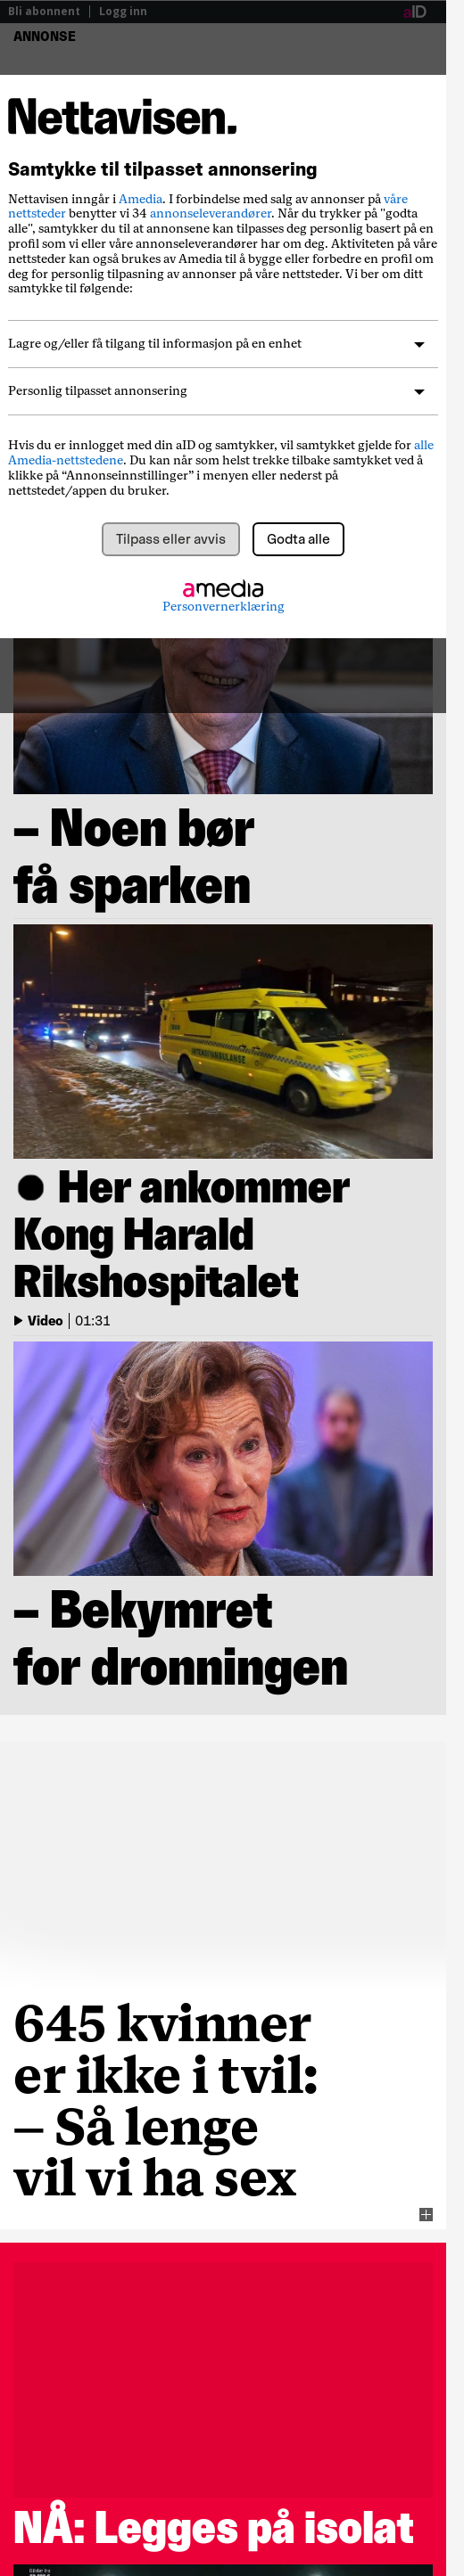 Bli abonnent | Logg inn
aID
ANNONSE
Nettavisen.
Samtykke til tilpasset annonsering
Nettavisen inngår i Amedia. I forbindelse med salg av annonser på våre
nettsteder benytter vi 34 annonseleverandører. Når du trykker på "godta
alle", samtykker du til at annonsene kan tilpasses deg personlig basert på en
profil som vi eller våre annonseleverandører har om deg. Aktiviteten på våre
nettsteder kan også brukes av Amedia til å bygge eller forbedre en profil om
deg for personlig tilpasning av annonser på våre nettsteder. Vi ber om ditt
samtykke til følgende:
Lagre og/eller få tilgang til informasjon på en enhet
Personlig tilpasset annonsering
Hvis du er innlogget med din aID og samtykker, vil samtykket gjelde for alle
Amedia-nettstedene. Du kan når som helst trekke tilbake samtykket ved å
klikke på “Annonseinnstillinger” i menyen eller nederst på
nettstedet/appen du bruker.
Tilpass eller avvis
Godta alle
amedia
Personvernerklæring
– Noen bør
få sparken
Her ankommer
Kong Harald
Rikshospitalet
Video | 01:31
– Bekymret
for dronningen
645 kvinner
er ikke i tvil:
– Så lenge
vil vi ha sex
NÅ: Legges på isolat